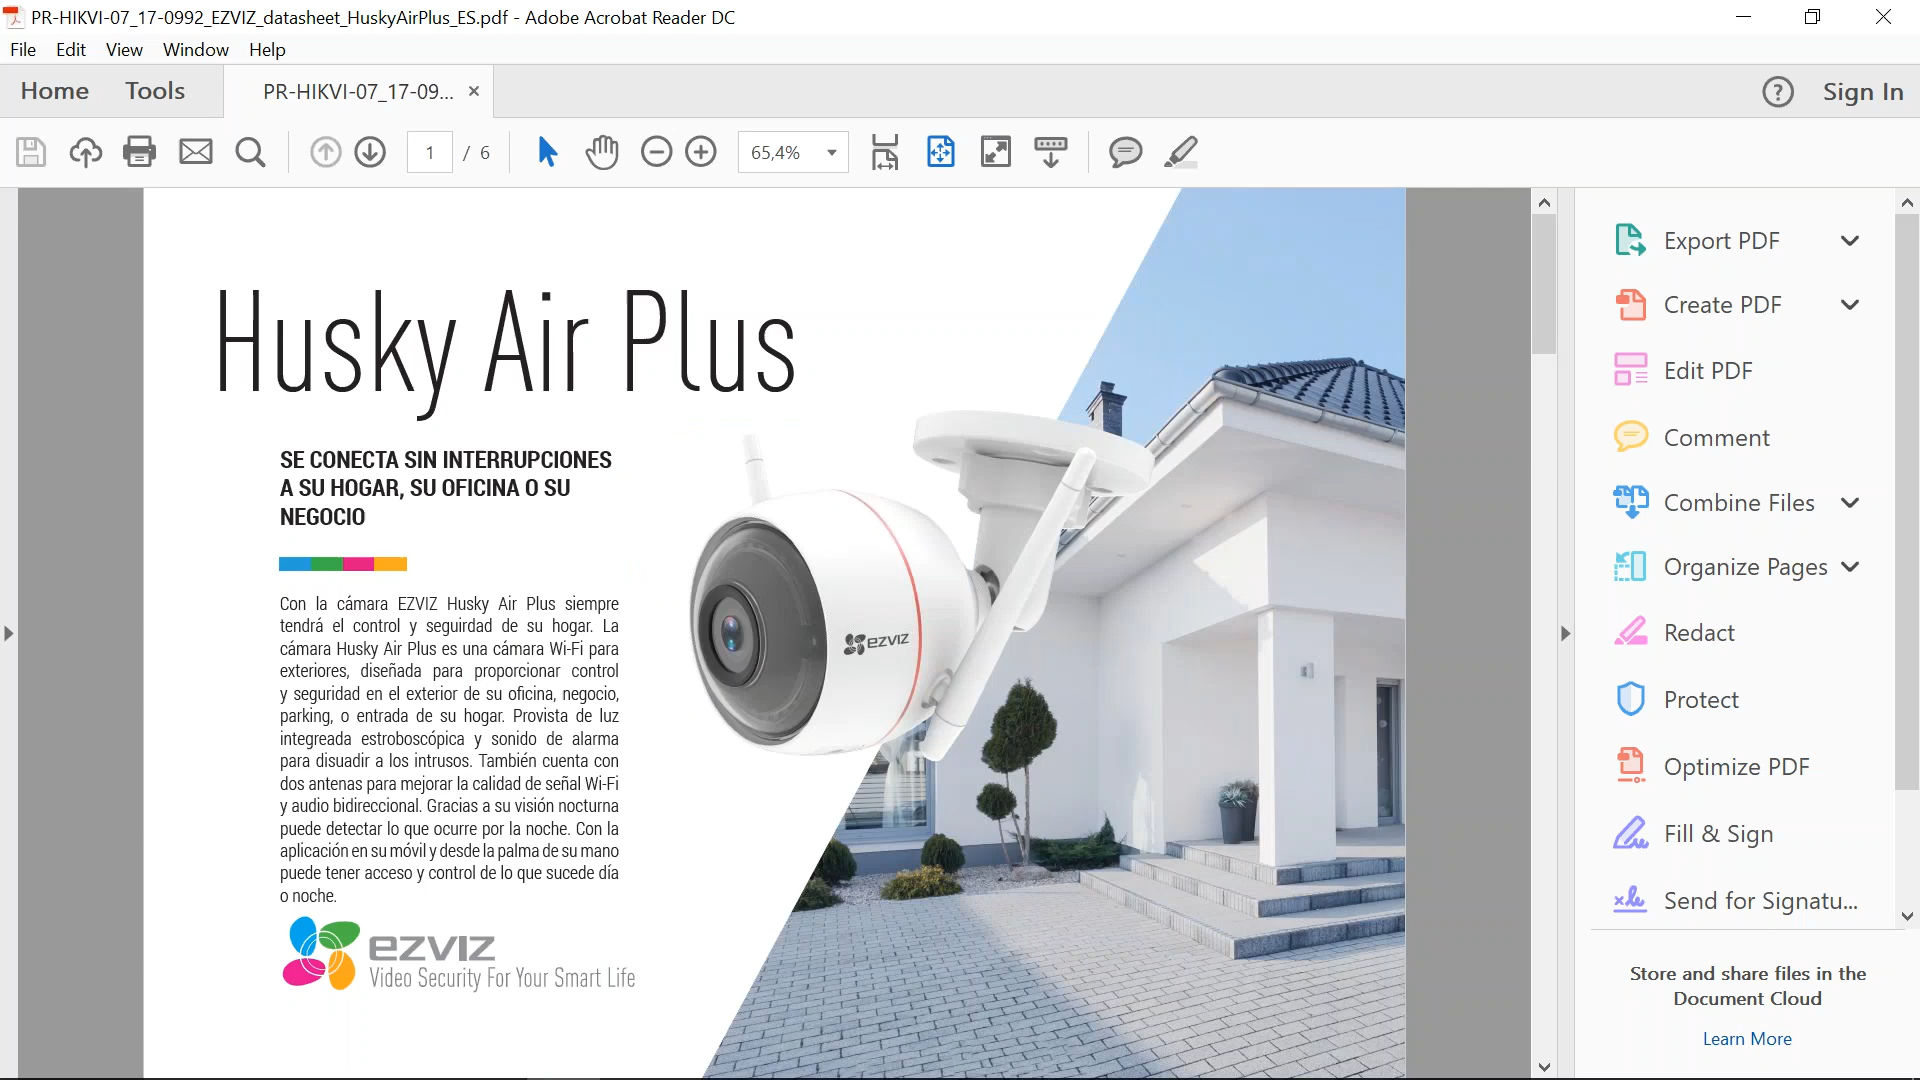 PR-HIKVI-07_17-0992_EZVIZ_datasheet_HuskyAirPlus_ES.pdf - Adobe Acrobat Reader DC
File Edit View Window Help
Home Tools PR-HIKVI-07_17-09... × ? Sign In
1 / 6 65,4%
Husky Air Plus
SE CONECTA SIN INTERRUPCIONES
A SU HOGAR, SU OFICINA O SU
NEGOCIO
Con la cámara EZVIZ Husky Air Plus siempre
tendrá el control y seguirdad de su hogar. La
cámara Husky Air Plus es una cámara Wi-Fi para
exteriores, diseñada para proporcionar control
y seguridad en el exterior de su oficina, negocio,
parking, o entrada de su hogar. Provista de luz
integreada estroboscópica y sonido de alarma
para disuadir a los intrusos. También cuenta con
dos antenas para mejorar la calidad de señal Wi-Fi
y audio bidireccional. Gracias a su visión nocturna
puede detectar lo que ocurre por la noche. Con la
aplicación en su móvil y desde la palma de su mano
puede tener acceso y control de lo que sucede día
o noche.
ezviz
Video Security For Your Smart Life
ezviz
Export PDF
Create PDF
Edit PDF
Comment
Combine Files
Organize Pages
Redact
Protect
Optimize PDF
Fill & Sign
Send for Signatu...
Store and share files in the
Document Cloud
Learn More